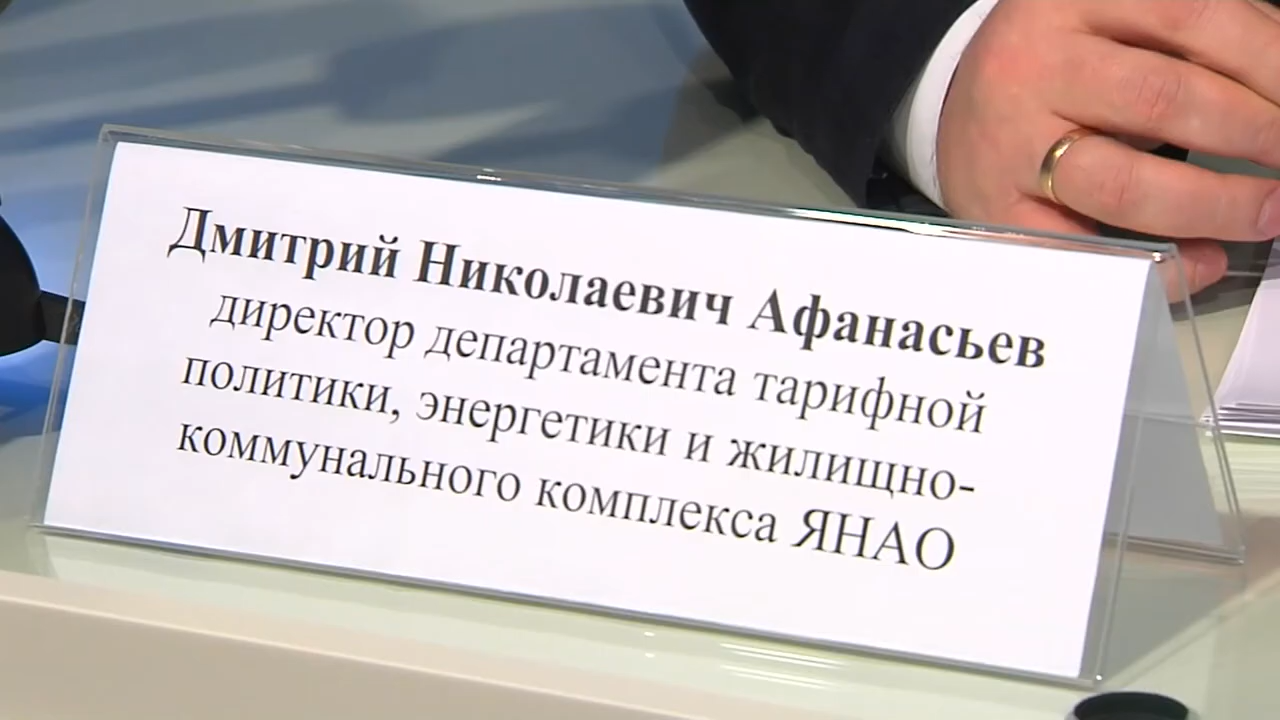 Дмитрий Николаевич Афанасьев
директор департамента тарифной
политики, энергетики и жилищно-
коммунального комплекса ЯНАО